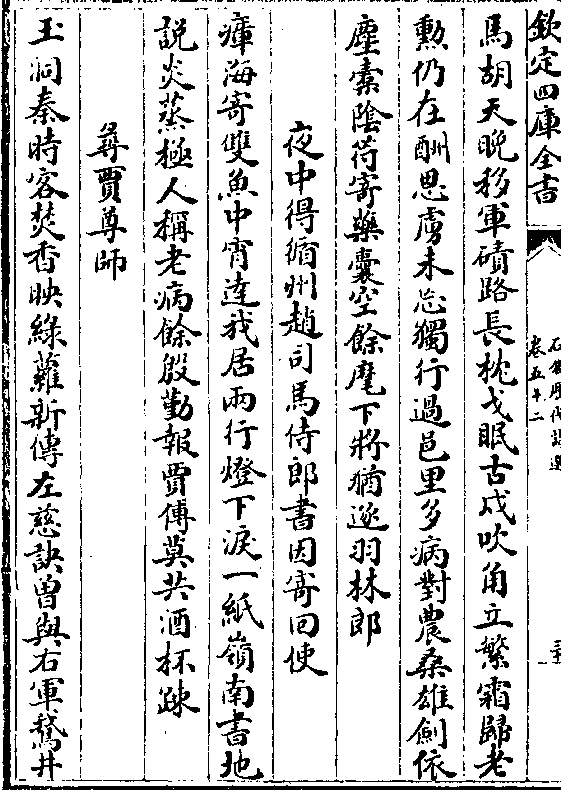 欽定四庫全書
石倉歷代詩選
卷五十二
馬胡天晚移軍磧路長枕戈眠古戍吹角立繁霜歸老
勲仍在酬恩虜未忘獨行過邑里多病對農桑雄劒依
塵橐陰符寄藥囊空餘麾下將猶逐羽林郎
夜中得循州趙司馬侍郎書因寄回使
瘴海寄雙魚中宵達我居兩行燈下淚一紙嶺南書地
說炎蒸極人稱老病餘殷勤報賈傅莫共酒杯疎
尋賈尊師
玉洞秦時客焚香映綠蘿新傳左慈訣曾與右軍鵞井